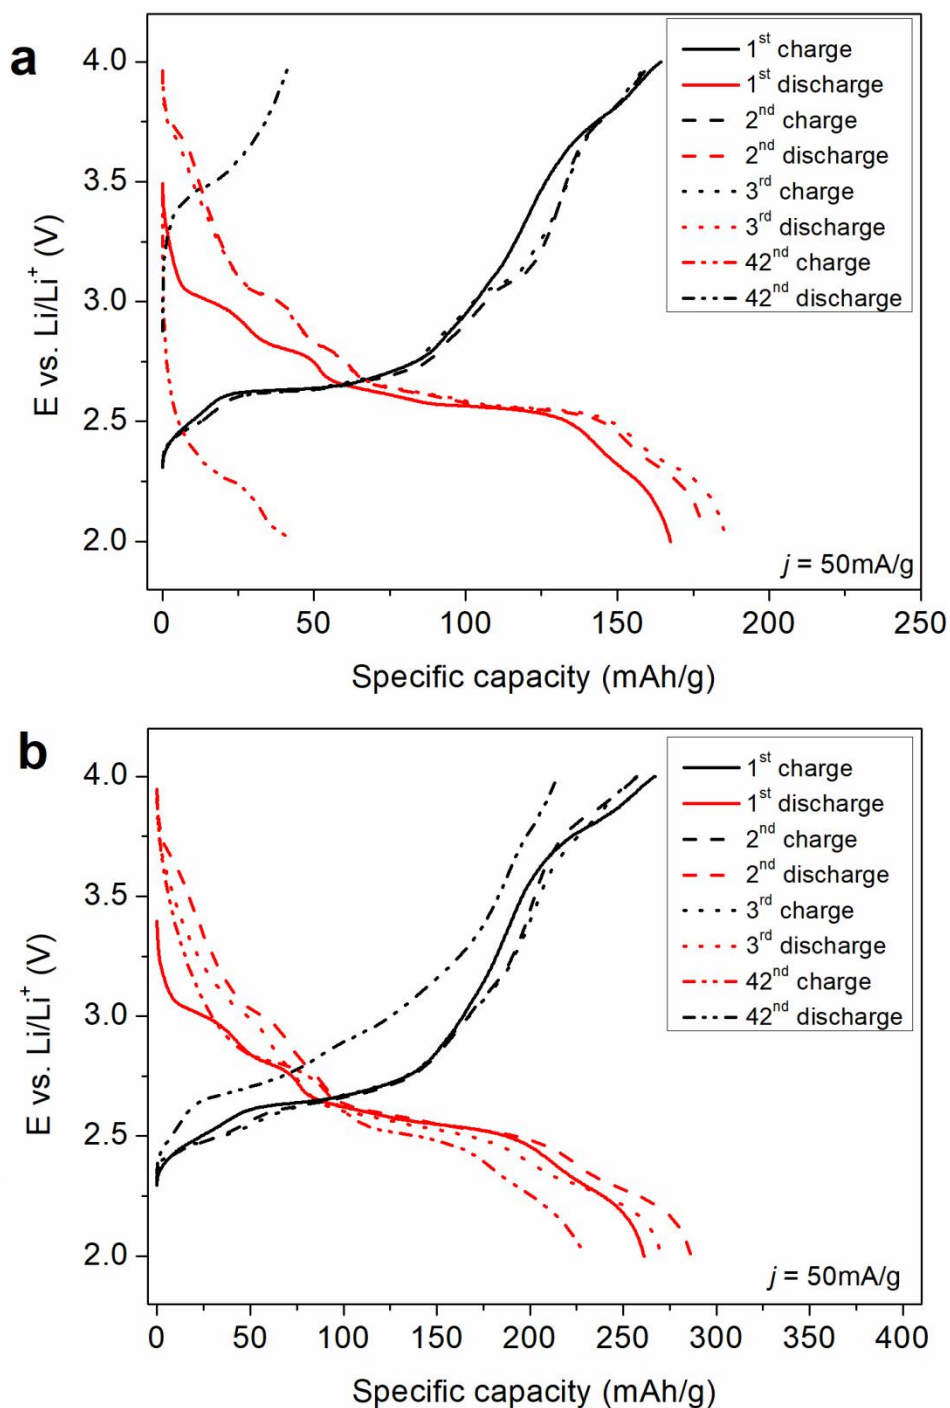 a
4.0
3.5
3.0
2.5
2.0
E vs. Li/Li⁺ (V)
1ˢᵗ charge
1ˢᵗ discharge
2ⁿᵈ charge
2ⁿᵈ discharge
3ʳᵈ charge
3ʳᵈ discharge
42ⁿᵈ charge
42ⁿᵈ discharge
j = 50mA/g
0 50 100 150 200 250
Specific capacity (mAh/g)
b
4.0
3.5
3.0
2.5
2.0
E vs. Li/Li⁺ (V)
1ˢᵗ charge
1ˢᵗ discharge
2ⁿᵈ charge
2ⁿᵈ discharge
3ʳᵈ charge
3ʳᵈ discharge
42ⁿᵈ charge
42ⁿᵈ discharge
j = 50mA/g
0 50 100 150 200 250 300 350 400
Specific capacity (mAh/g)